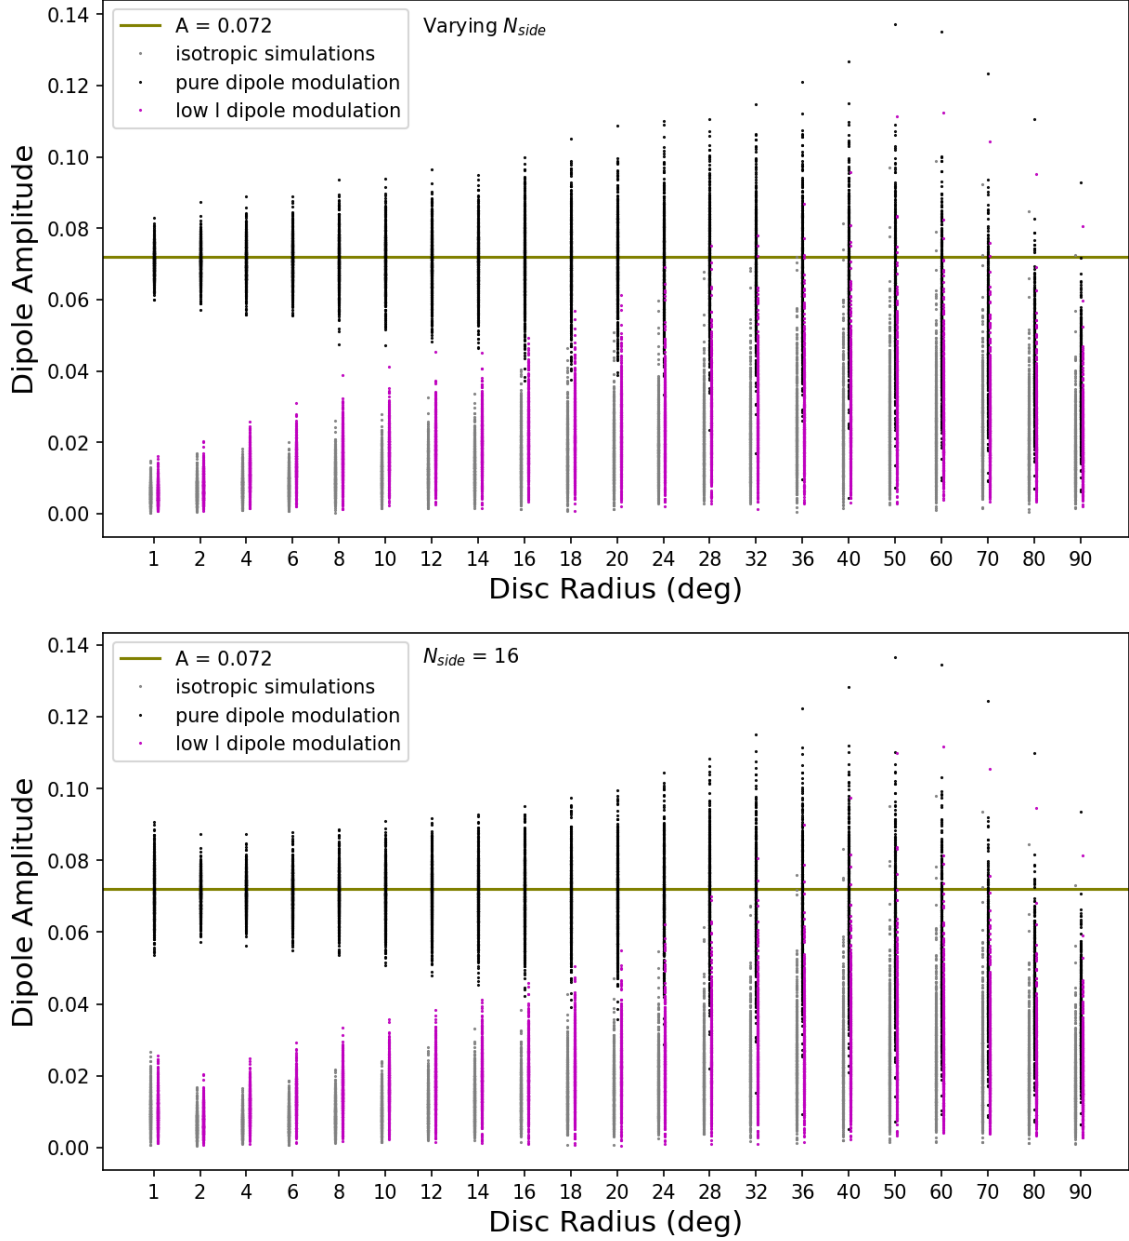 0.14
0.12
0.10
0.08
0.06
0.04
0.02
0.00
Dipole Amplitude
A = 0.072
isotropic simulations
pure dipole modulation
low l dipole modulation
Varying N_side
1 2 4 6 8 10 12 14 16 18 20 24 28 32 36 40 50 60 70 80 90
Disc Radius (deg)
0.14
0.12
0.10
0.08
0.06
0.04
0.02
0.00
Dipole Amplitude
A = 0.072
isotropic simulations
pure dipole modulation
low l dipole modulation
N_side = 16
1 2 4 6 8 10 12 14 16 18 20 24 28 32 36 40 50 60 70 80 90
Disc Radius (deg)